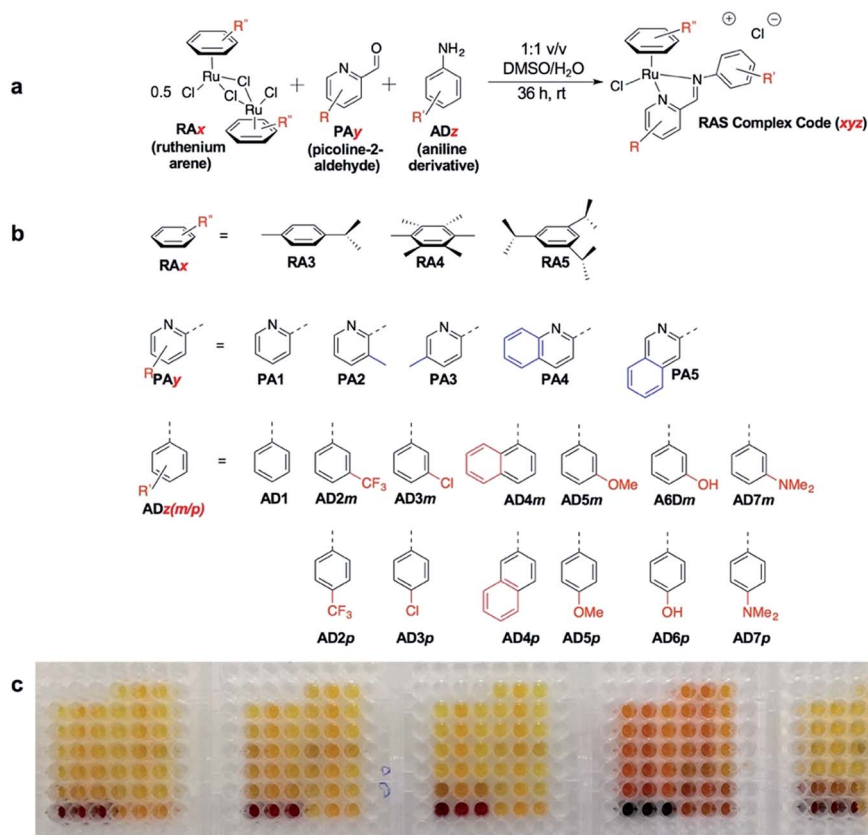 a
R"
Ru
Cl
Cl
Cl
Cl
Ru
R"
0.5
RAx
(ruthenium
arene)
+
N
O
R
PAy
(picoline-2-
aldehyde)
+
NH2
R'
ADz
(aniline
derivative)
1:1 v/v
DMSO/H2O
36 h, rt
R"
+
Cl
−
Ru
Cl
N
N
R'
R
RAS Complex Code (xyz)
b
R"
RAx
=
RA3
RA4
RA5
N
R
PAy
=
N
PA1
N
PA2
N
PA3
N
PA4
N
PA5
R'
ADz(m/p)
=
AD1
CF3
AD2m
Cl
AD3m
AD4m
OMe
AD5m
OH
A6Dm
NMe2
AD7m
CF3
AD2p
Cl
AD3p
AD4p
OMe
AD5p
OH
AD6p
NMe2
AD7p
c